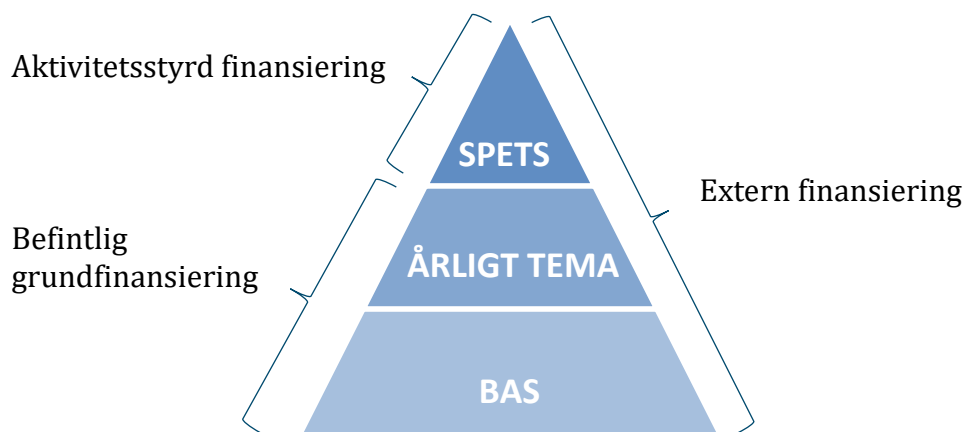 Aktivitetsstyrd finansiering
SPETS
Extern finansiering
Befintlig
grundfinansiering
ÅRLIGT TEMA
BAS